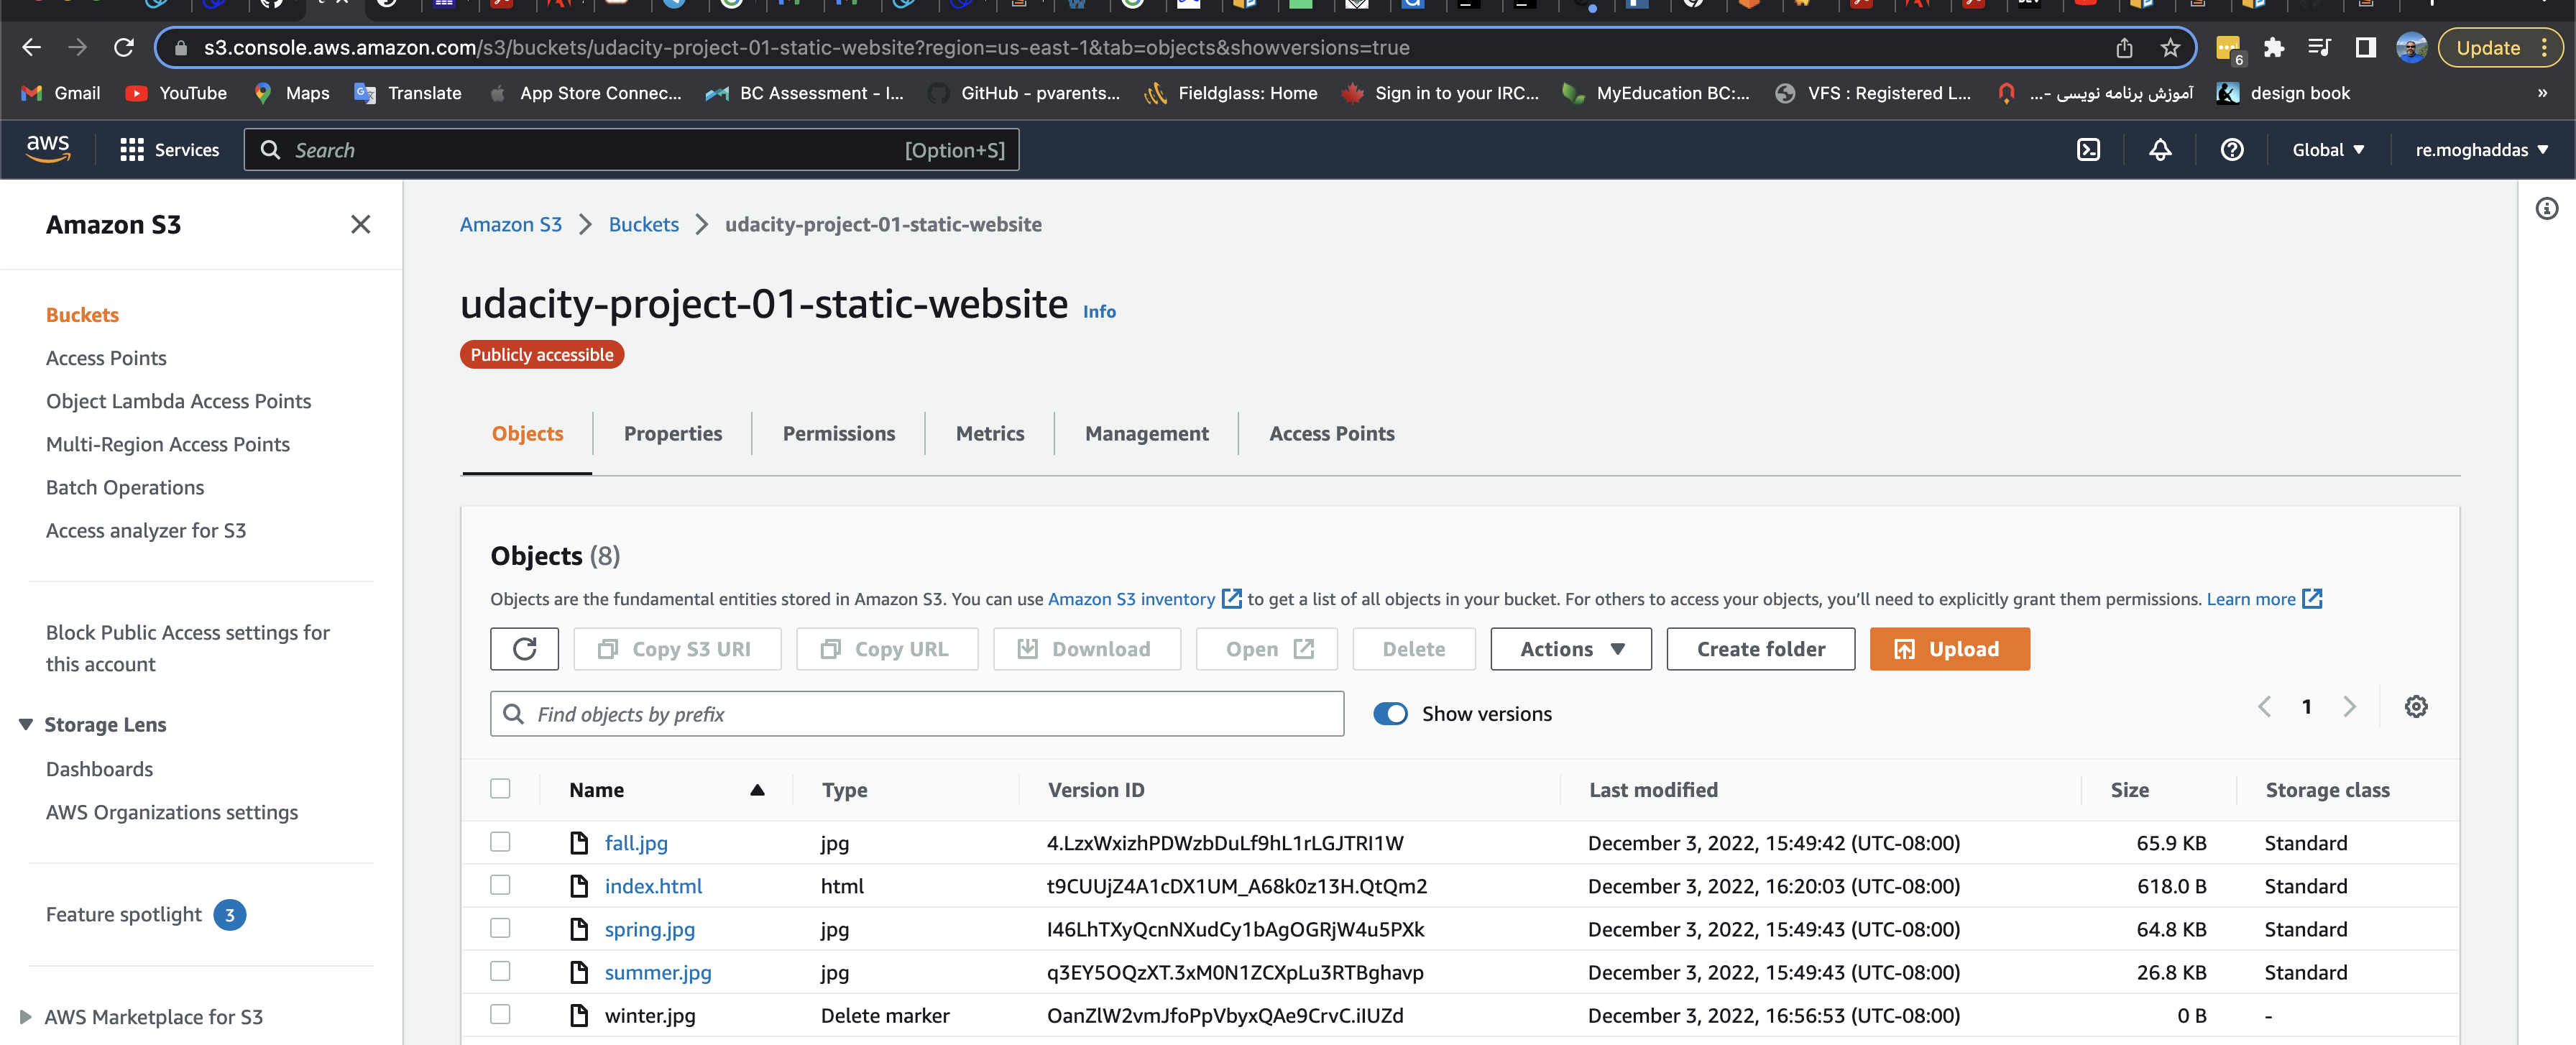 s3.console.aws.amazon.com/s3/buckets/udacity-project-01-static-website?region=us-east-1&tab=objects&showversions=true
6
Update
Gmail YouTube Maps Translate App Store Connec... BC Assessment - I... GitHub - pvarents... Fieldglass: Home Sign in to your IRC... MyEducation BC:... VFS : Registered L... آموزش برنامه نویسی -... design book »
aws Services Search [Option+S] Global re.moghaddas
Amazon S3
Buckets
Access Points
Object Lambda Access Points
Multi-Region Access Points
Batch Operations
Access analyzer for S3
Block Public Access settings for
this account
Storage Lens
Dashboards
AWS Organizations settings
Feature spotlight 3
AWS Marketplace for S3
Amazon S3 Buckets udacity-project-01-static-website
udacity-project-01-static-website Info
Publicly accessible
Objects Properties Permissions Metrics Management Access Points
Objects (8)
Objects are the fundamental entities stored in Amazon S3. You can use Amazon S3 inventory to get a list of all objects in your bucket. For others to access your objects, you'll need to explicitly grant them permissions. Learn more
Copy S3 URI Copy URL Download Open Delete Actions Create folder Upload
Find objects by prefix Show versions 1
Name Type Version ID Last modified Size Storage class
fall.jpg jpg 4.LzxWxizhPDWzbDuLf9hL1rLGJTRI1W December 3, 2022, 15:49:42 (UTC-08:00) 65.9 KB Standard
index.html html t9CUUjZ4A1cDX1UM_A68k0z13H.QtQm2 December 3, 2022, 16:20:03 (UTC-08:00) 618.0 B Standard
spring.jpg jpg I46LhTXyQcnNXudCy1bAgOGRjW4u5PXk December 3, 2022, 15:49:43 (UTC-08:00) 64.8 KB Standard
summer.jpg jpg q3EY5OQzXT.3xM0N1ZCXpLu3RTBghavp December 3, 2022, 15:49:43 (UTC-08:00) 26.8 KB Standard
winter.jpg Delete marker OanZlW2vmJfoPpVbyxQAe9CrvC.iIUZd December 3, 2022, 16:56:53 (UTC-08:00) 0 B -